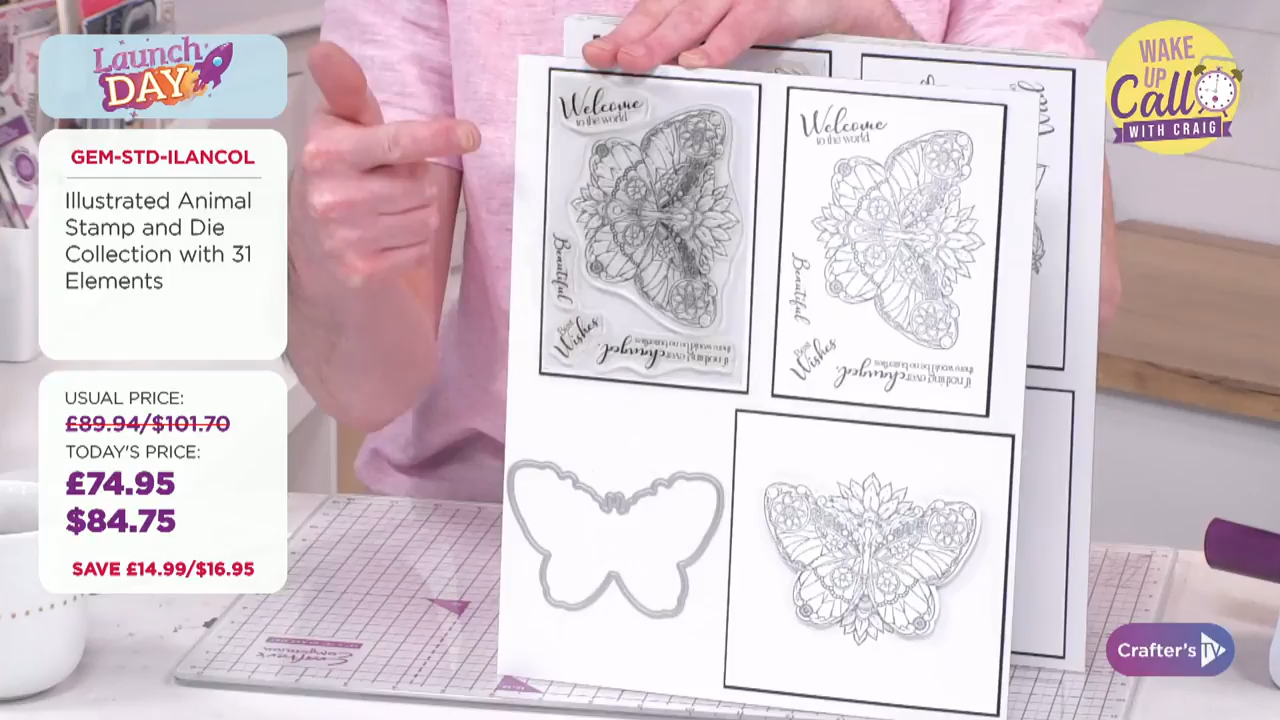 Launch
DAY
GEM-STD-ILANCOL
Illustrated Animal
Stamp and Die
Collection with 31
Elements
USUAL PRICE:
£89.94/$101.70
TODAY'S PRICE:
£74.95
$84.75
SAVE £14.99/$16.95
WAKE
UP
Call
WITH CRAIG
Welcome
to the world
Beautiful
Best
Wishes
if nothing ever changed,
there would be no butterflies
Welcome
to the world
Beautiful
Best
Wishes
if nothing ever changed,
there would be no butterflies
Crafter's
Companion
Crafter's TV